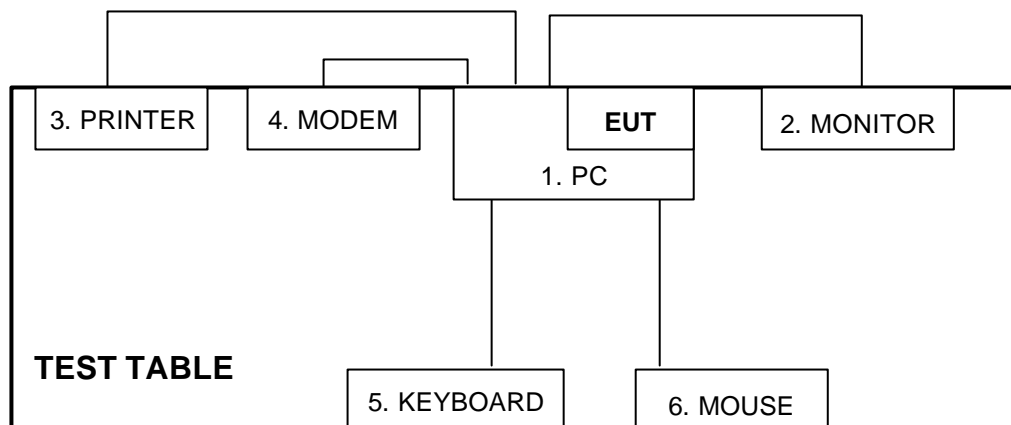 3. PRINTER
4. MODEM
EUT
2. MONITOR
1. PC
TEST TABLE
5. KEYBOARD
6. MOUSE